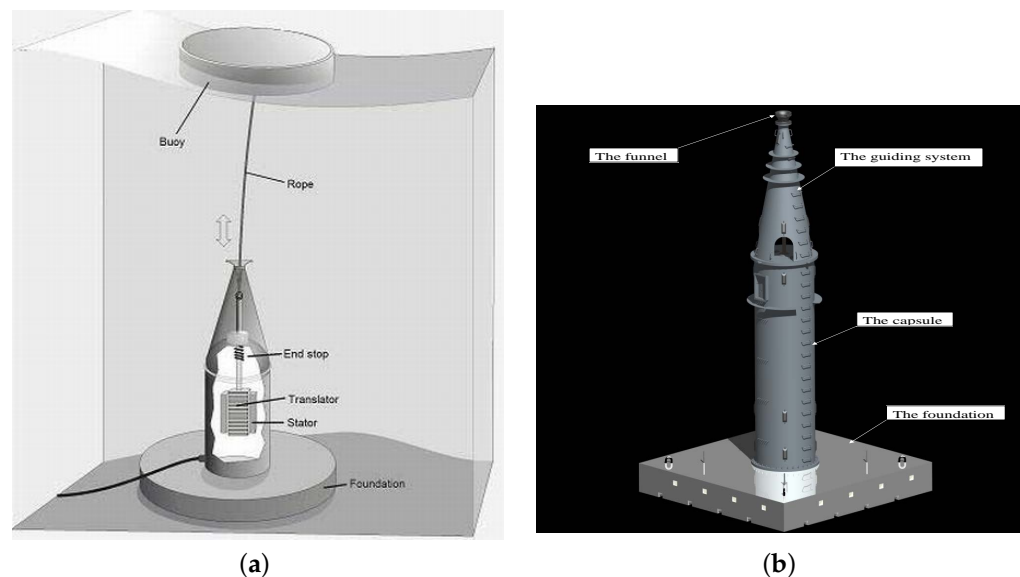 Buoy
Rope
End stop
Translator
Stator
Foundation
The funnel
The guiding system
The capsule
The foundation
(a)
(b)